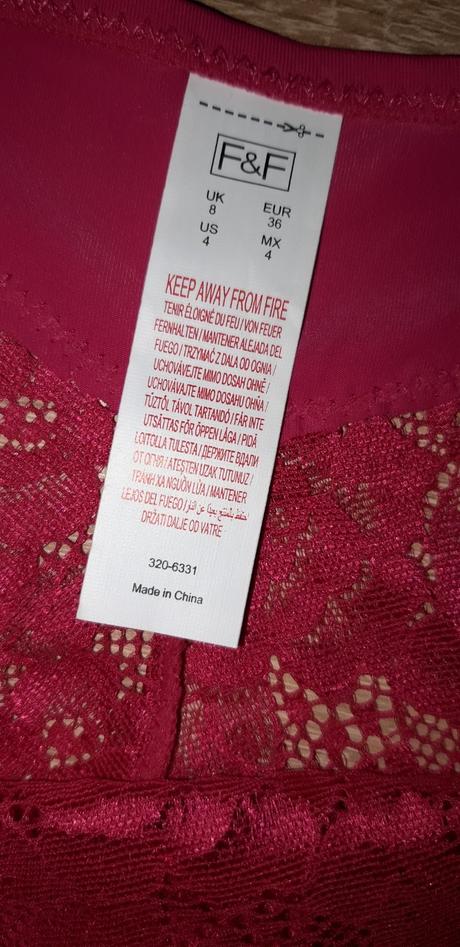 F&F
UK EUR
8 36
US MX
4 4
KEEP AWAY FROM FIRE
TENIR ÉLOIGNÉ DU FEU / VON FEUER
FERNHALTEN / MANTENER ALEJADA DEL
FUEGO / TRZYMAĆ Z DALA OD OGNIA /
UCHOVÁVEJTE MIMO DOSAH OHNĚ /
UCHOVÁVAJTE MIMO DOSAHU OHŇA /
TŰZTŐL TÁVOL TARTANDÓ / FÅR INTE
UTSÄTTAS FÖR ÖPPEN LÅGA / PIDÄ
LOITOLLA TULESTA / ДЕРЖИТЕ ВДАЛИ
ОТ ОГНЯ / ATEŞTEN UZAK TUTUNUZ /
TRÁNH XA NGUỒN LỬA / MANTENER
LEJOS DEL FUEGO / احتفظ بالمنتج بعيدًا عن النار /
DRŽATI DALJE OD VATRE
320-6331
Made in China